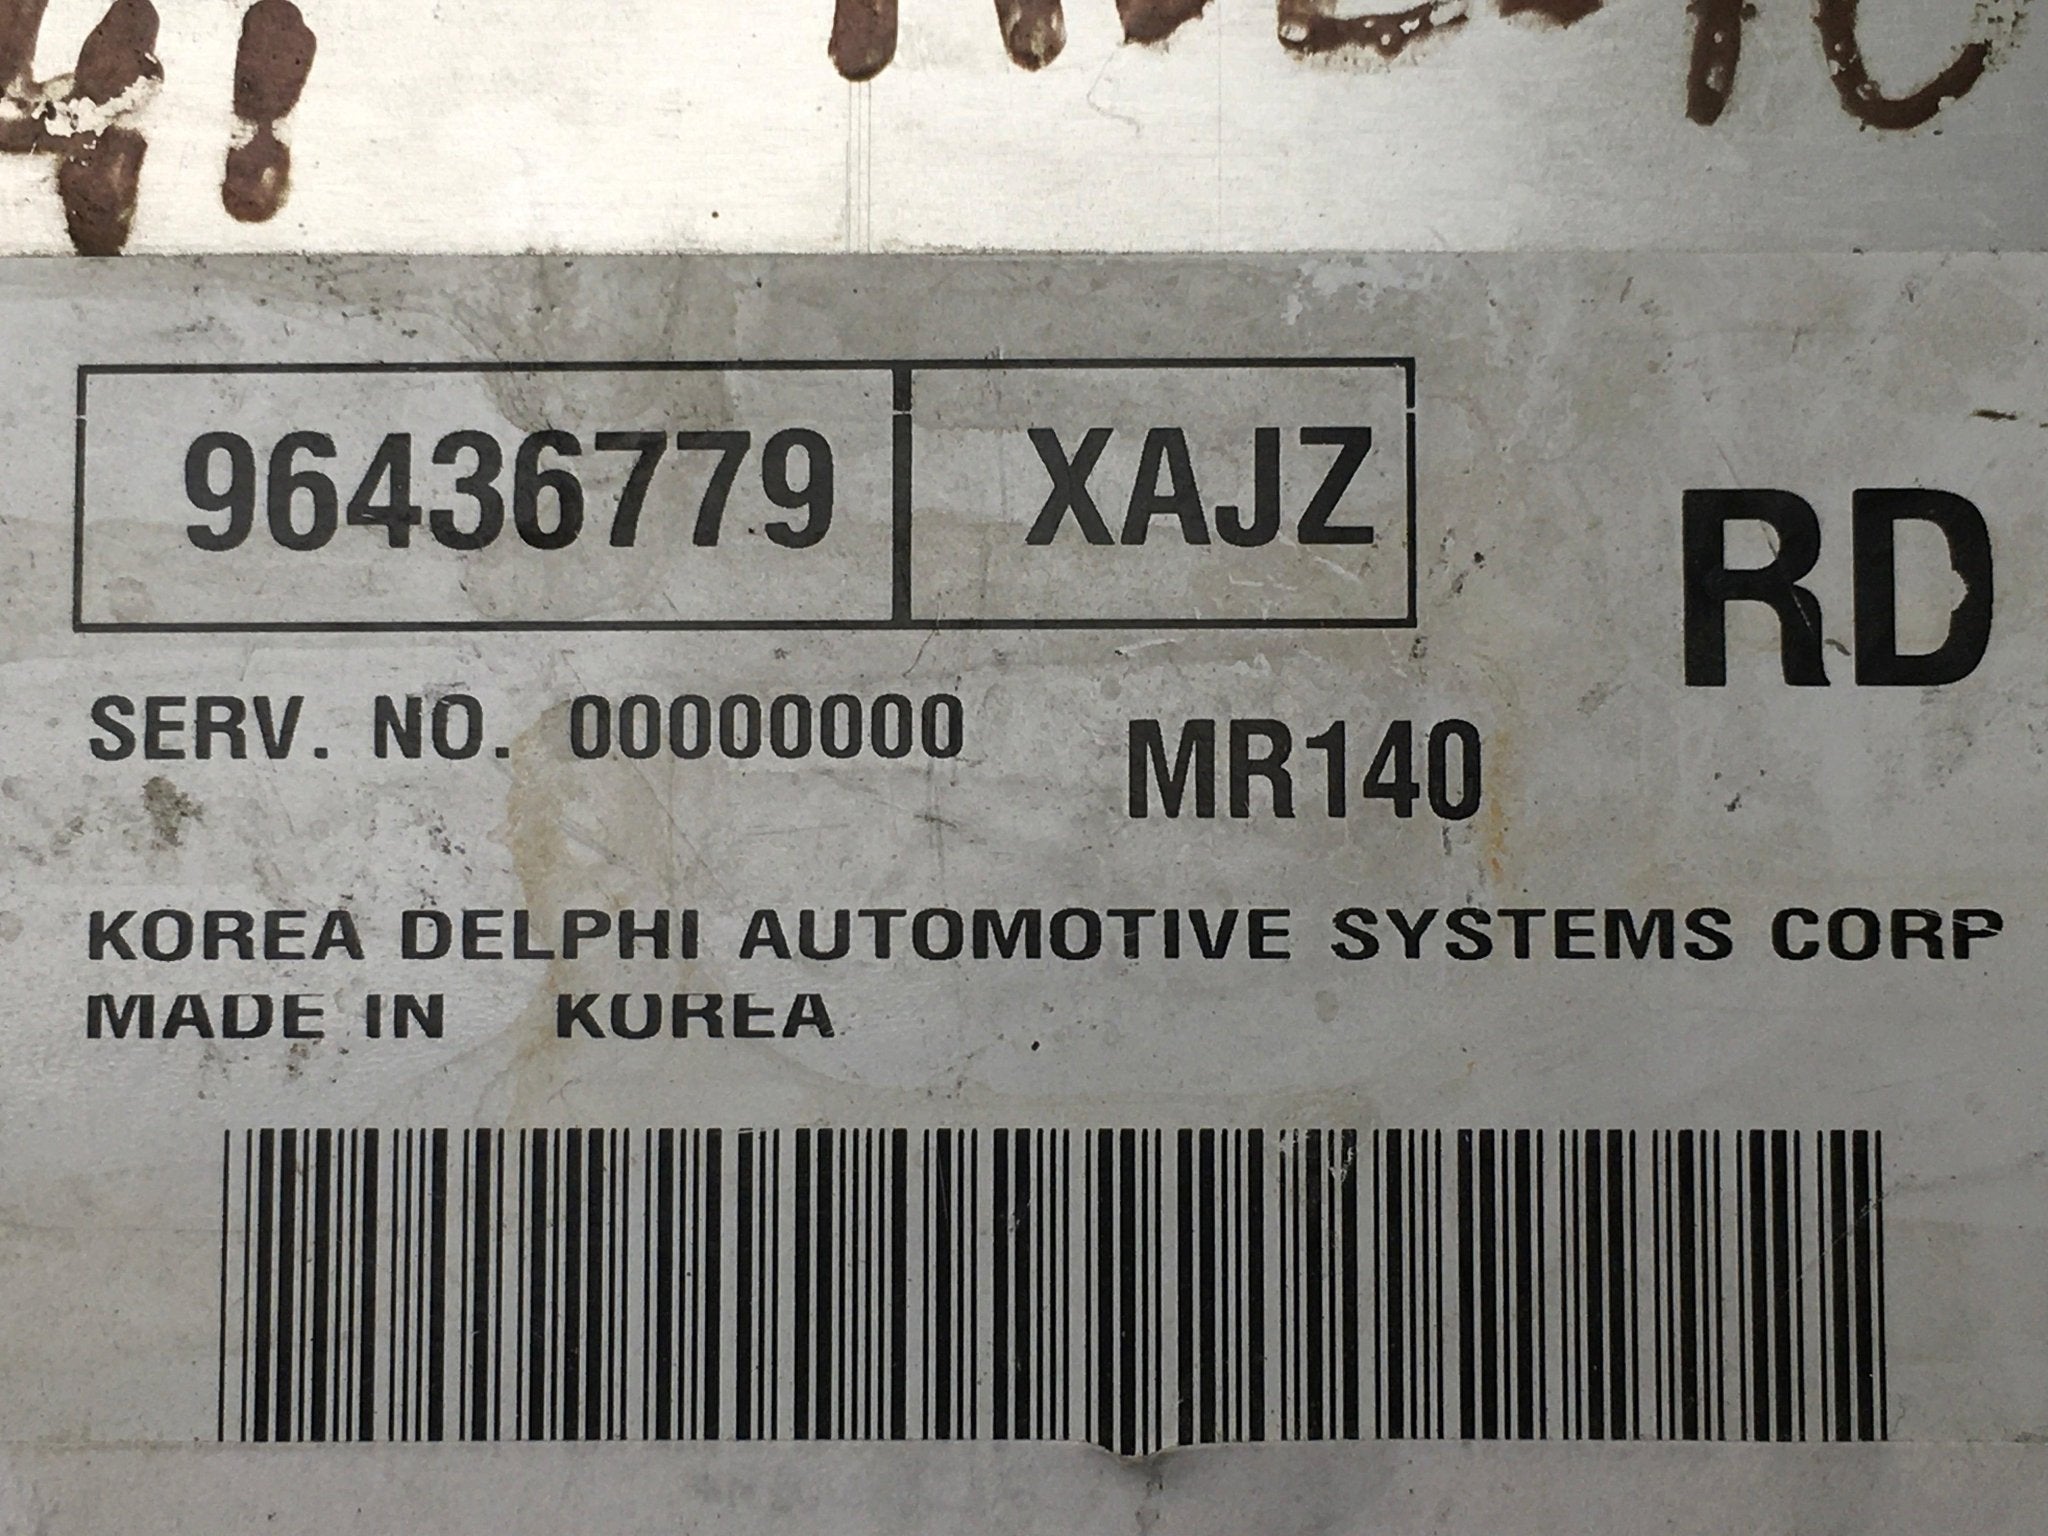 96436779 XAJZ
RD
SERV. NO. 00000000 MR140
KOREA DELPHI AUTOMOTIVE SYSTEMS CORP
MADE IN KOREA